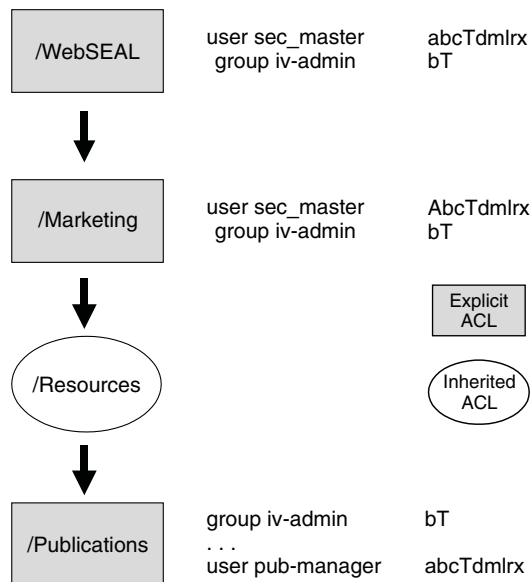 /WebSEAL
user sec_master abcTdmlrx
group iv-admin bT
/Marketing
user sec_master AbcTdmlrx
group iv-admin bT
Explicit
ACL
/Resources
Inherited
ACL
/Publications
group iv-admin bT
. . .
user pub-manager abcTdmlrx